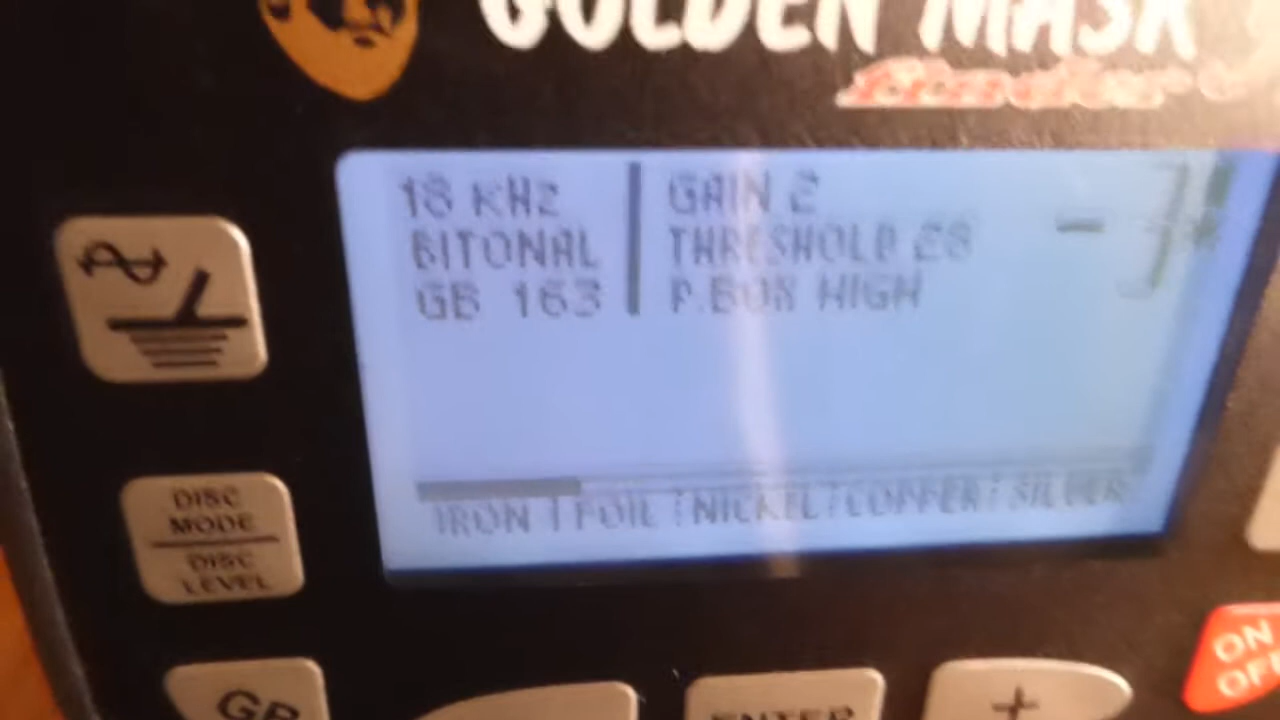 GOLDEN MASK
18 KHz
BITONAL
GB 163
GAIN 2
THRESHOLD 28
P.BOX HIGH
IRON | FOIL | NICKEL | COPPER | SILVER
DISC
MODE
DISC
LEVEL
GB
ENTER
+
ON
OFF